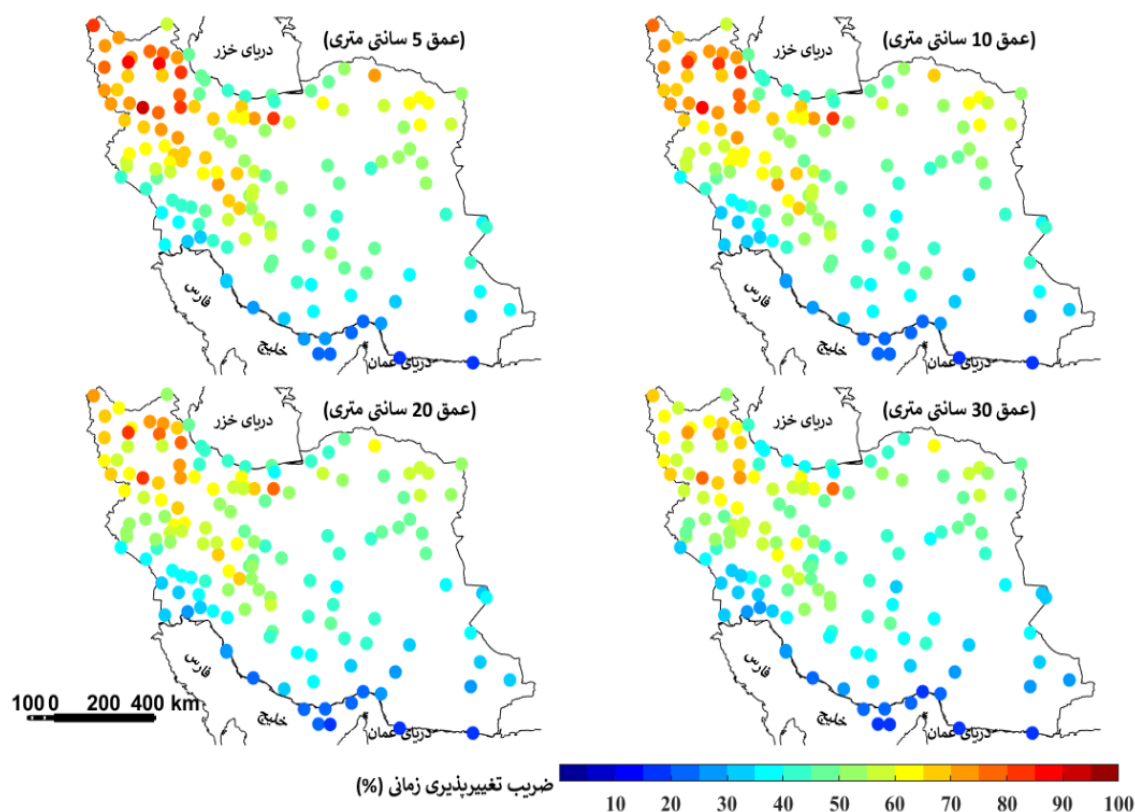 (عمق 5 سانتی متری)
دریای خزر
فارس
خلیج
دریای عمان
(عمق 10 سانتی متری)
دریای خزر
فارس
خلیج
دریای عمان
(عمق 20 سانتی متری)
دریای خزر
فارس
خلیج
دریای عمان
100 0 200 400 km
(عمق 30 سانتی متری)
دریای خزر
فارس
خلیج
دریای عمان
ضریب تغییرپذیری زمانی (%)
10 20 30 40 50 60 70 80 90 100